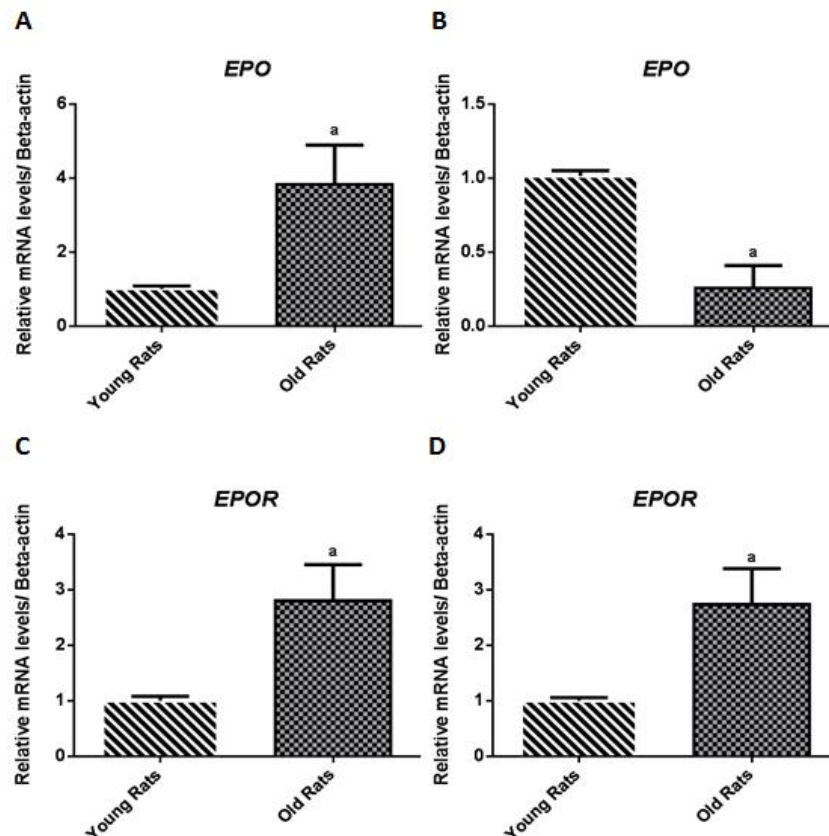 A
EPO
Relative mRNA levels/ Beta-actin
6
4
2
0
a
Young Rats
Old Rats
B
EPO
Relative mRNA levels/ Beta-actin
1.5
1.0
0.5
0.0
a
Young Rats
Old Rats
C
EPOR
Relative mRNA levels/ Beta-actin
4
3
2
1
0
a
Young Rats
Old Rats
D
EPOR
Relative mRNA levels/ Beta-actin
4
3
2
1
0
a
Young Rats
Old Rats